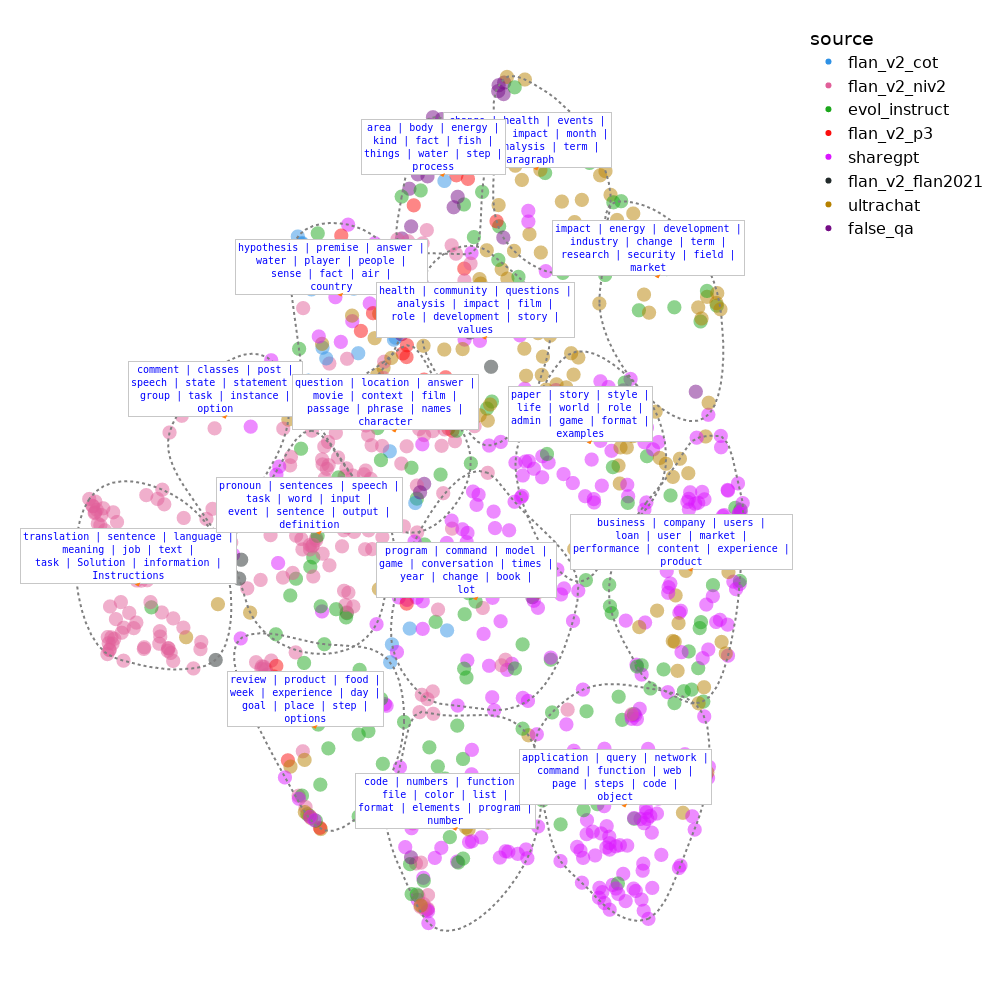 source
flan_v2_cot
flan_v2_niv2
evol_instruct
flan_v2_p3
sharegpt
flan_v2_flan2021
ultrachat
false_qa
health | events |
impact | month |
term |
area | body | energy |
kind | fact | fish |
things | water | step |
process
impact | energy | development |
industry | change | term |
research | security | field |
market
hypothesis | premise | answer |
water | player | people |
sense | fact | air |
country
health | community | questions |
analysis | impact | film |
role | development | story |
values
comment | classes | post |
speech | state | statement |
group | task | instance |
option
question | location | answer |
movie | context | film |
passage | phrase | names |
character
paper | story | style |
life | world | role |
admin | game | format |
examples
pronoun | sentences | speech |
task | word | input |
event | sentence | output |
definition
translation | sentence | language |
meaning | job | text |
task | Solution | information |
Instructions
program | command | model |
game | conversation | times |
year | change | book |
lot
business | company | users |
loan | user | market |
performance | content | experience |
product
review | product | food |
week | experience | day |
goal | place | step |
options
code | numbers | function
file | color | list |
format | elements | program |
number
application | query | network |
command | function | web |
page | steps | code |
object